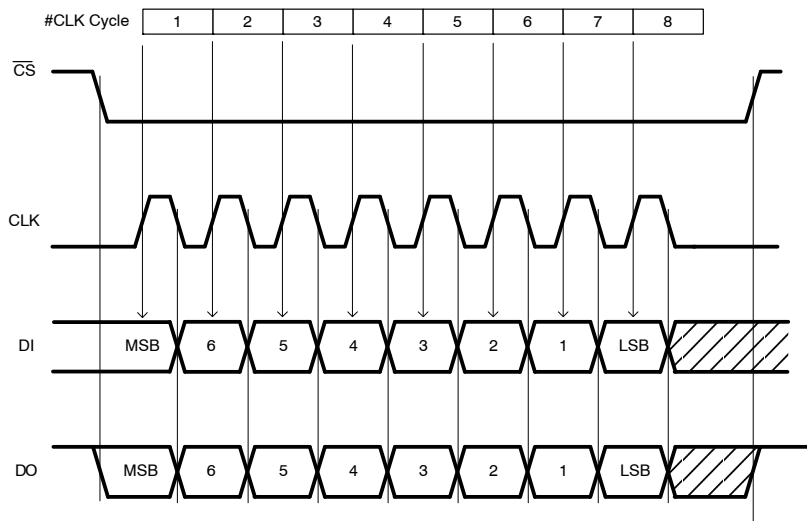 #CLK Cycle 1 2 3 4 5 6 7 8
CS
CLK
DI MSB 6 5 4 3 2 1 LSB
DO MSB 6 5 4 3 2 1 LSB